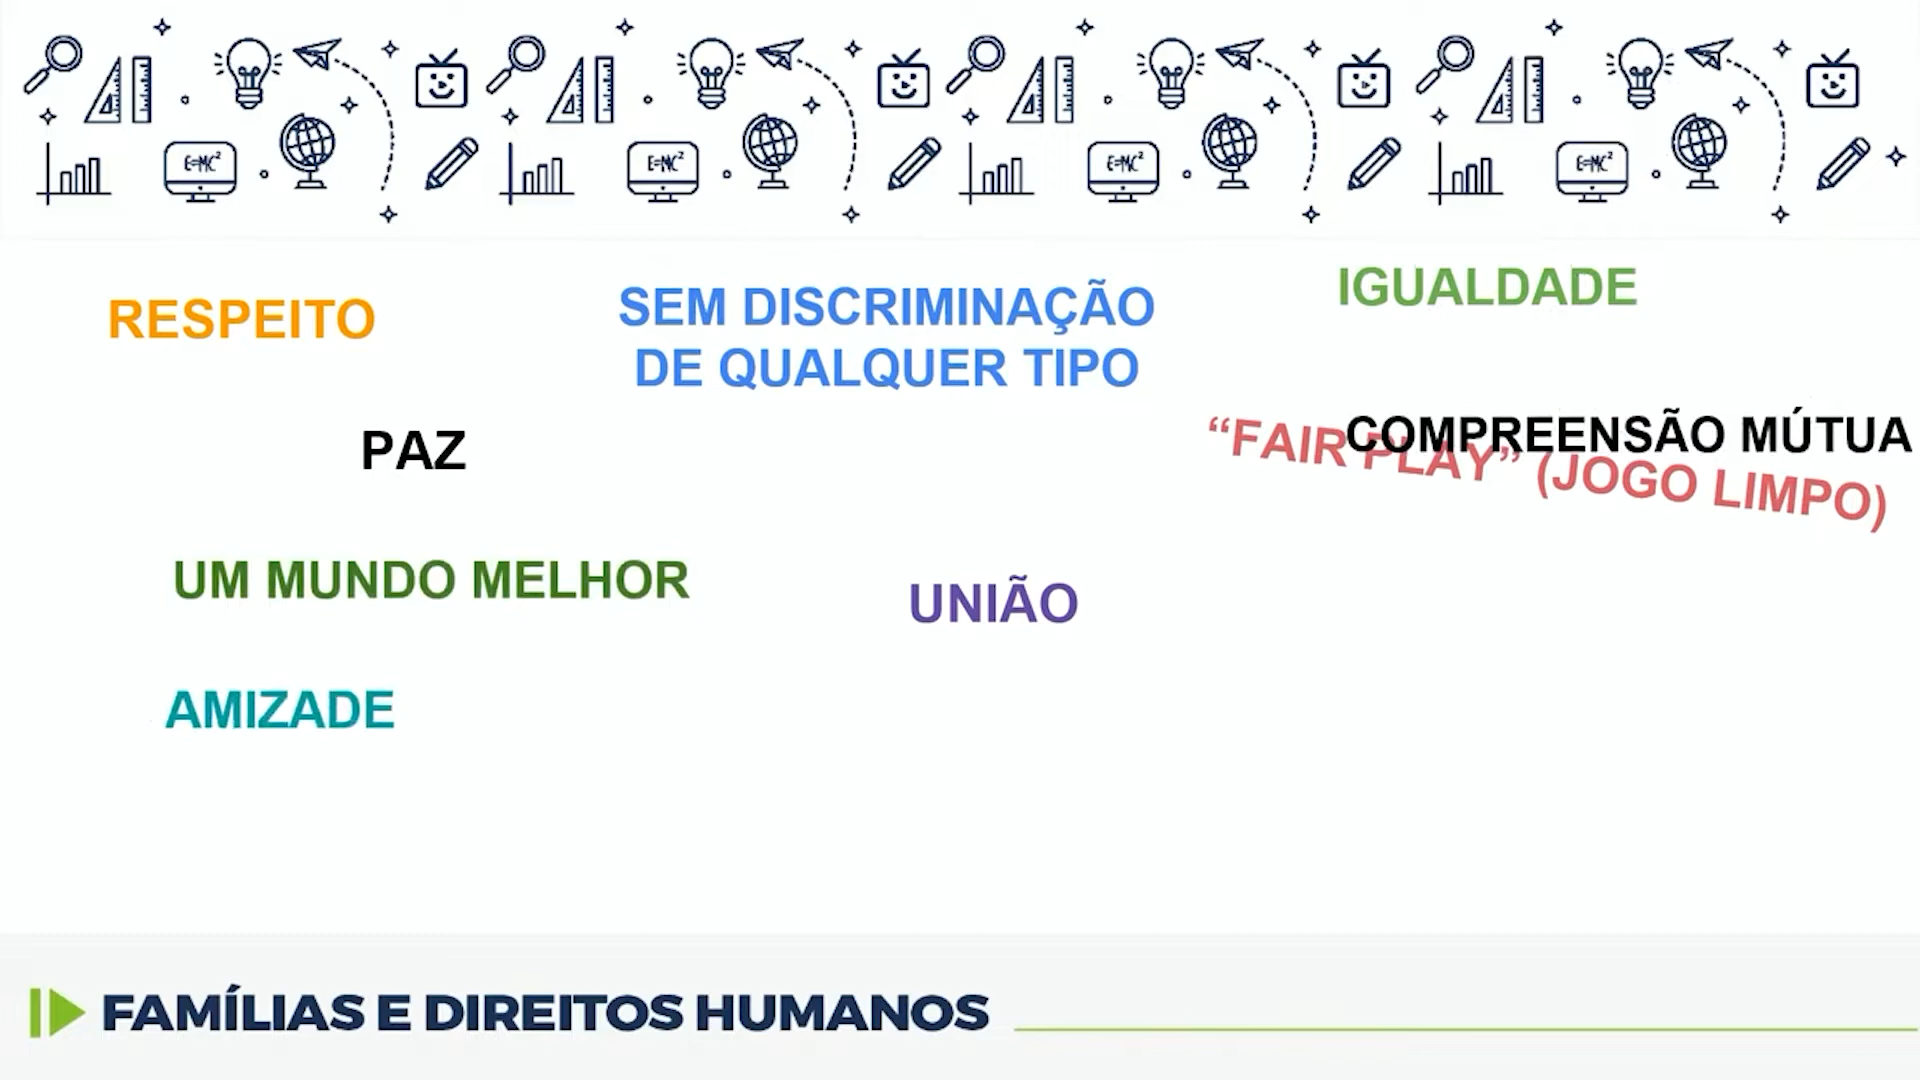 E=MC²
E=MC²
E=MC²
E=MC²
RESPEITO
SEM DISCRIMINAÇÃO
DE QUALQUER TIPO
IGUALDADE
PAZ
COMPREENSÃO MÚTUA
“FAIR PLAY” (JOGO LIMPO)
UM MUNDO MELHOR
UNIÃO
AMIZADE
FAMÍLIAS E DIREITOS HUMANOS